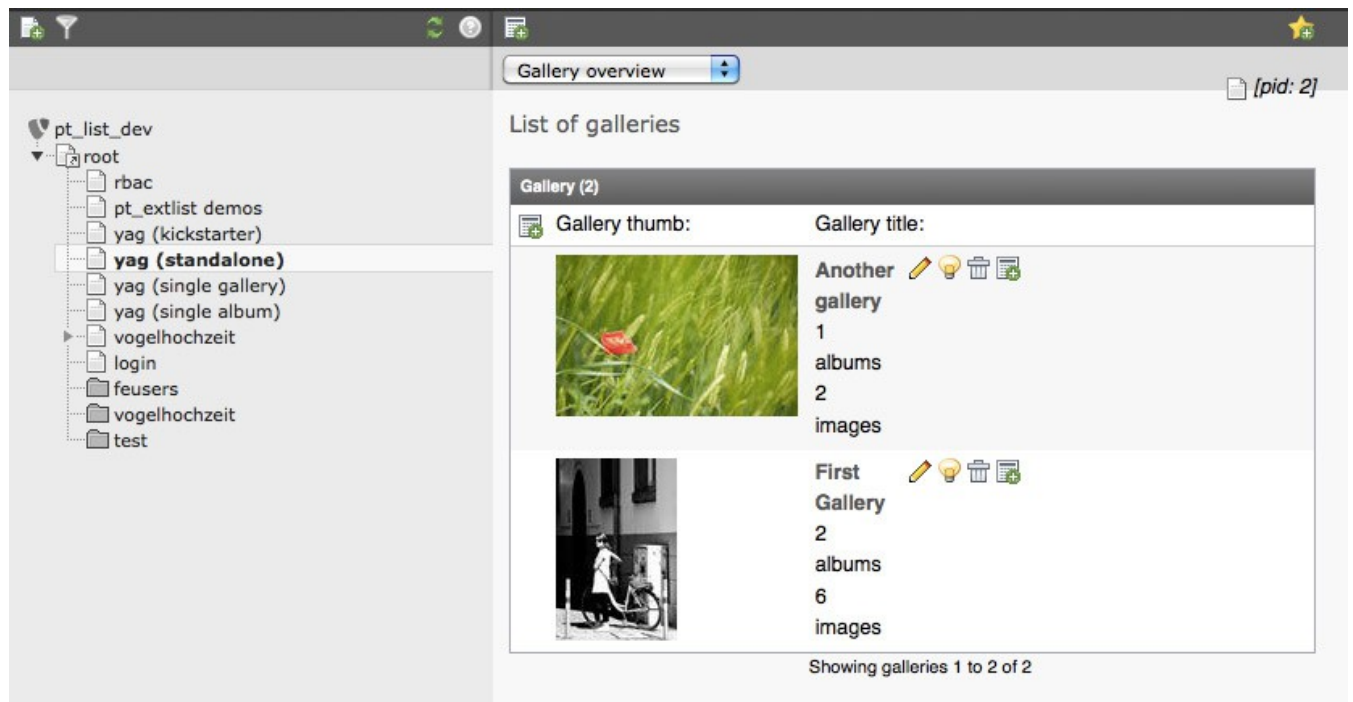 Gallery overview
[pid: 2]
pt_list_dev
root
rbac
pt_extlist demos
yag (kickstarter)
yag (standalone)
yag (single gallery)
yag (single album)
vogelhochzeit
login
feusers
vogelhochzeit
test
List of galleries
Gallery (2)
Gallery thumb: Gallery title:
Another
gallery
1
albums
2
images
First
Gallery
2
albums
6
images
Showing galleries 1 to 2 of 2